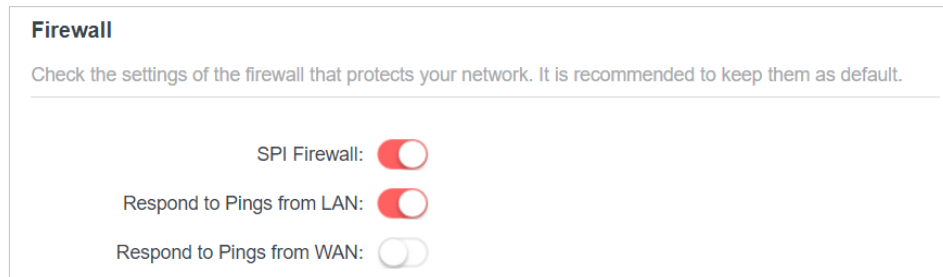 Firewall
Check the settings of the firewall that protects your network. It is recommended to keep them as default.
SPI Firewall:
Respond to Pings from LAN:
Respond to Pings from WAN: